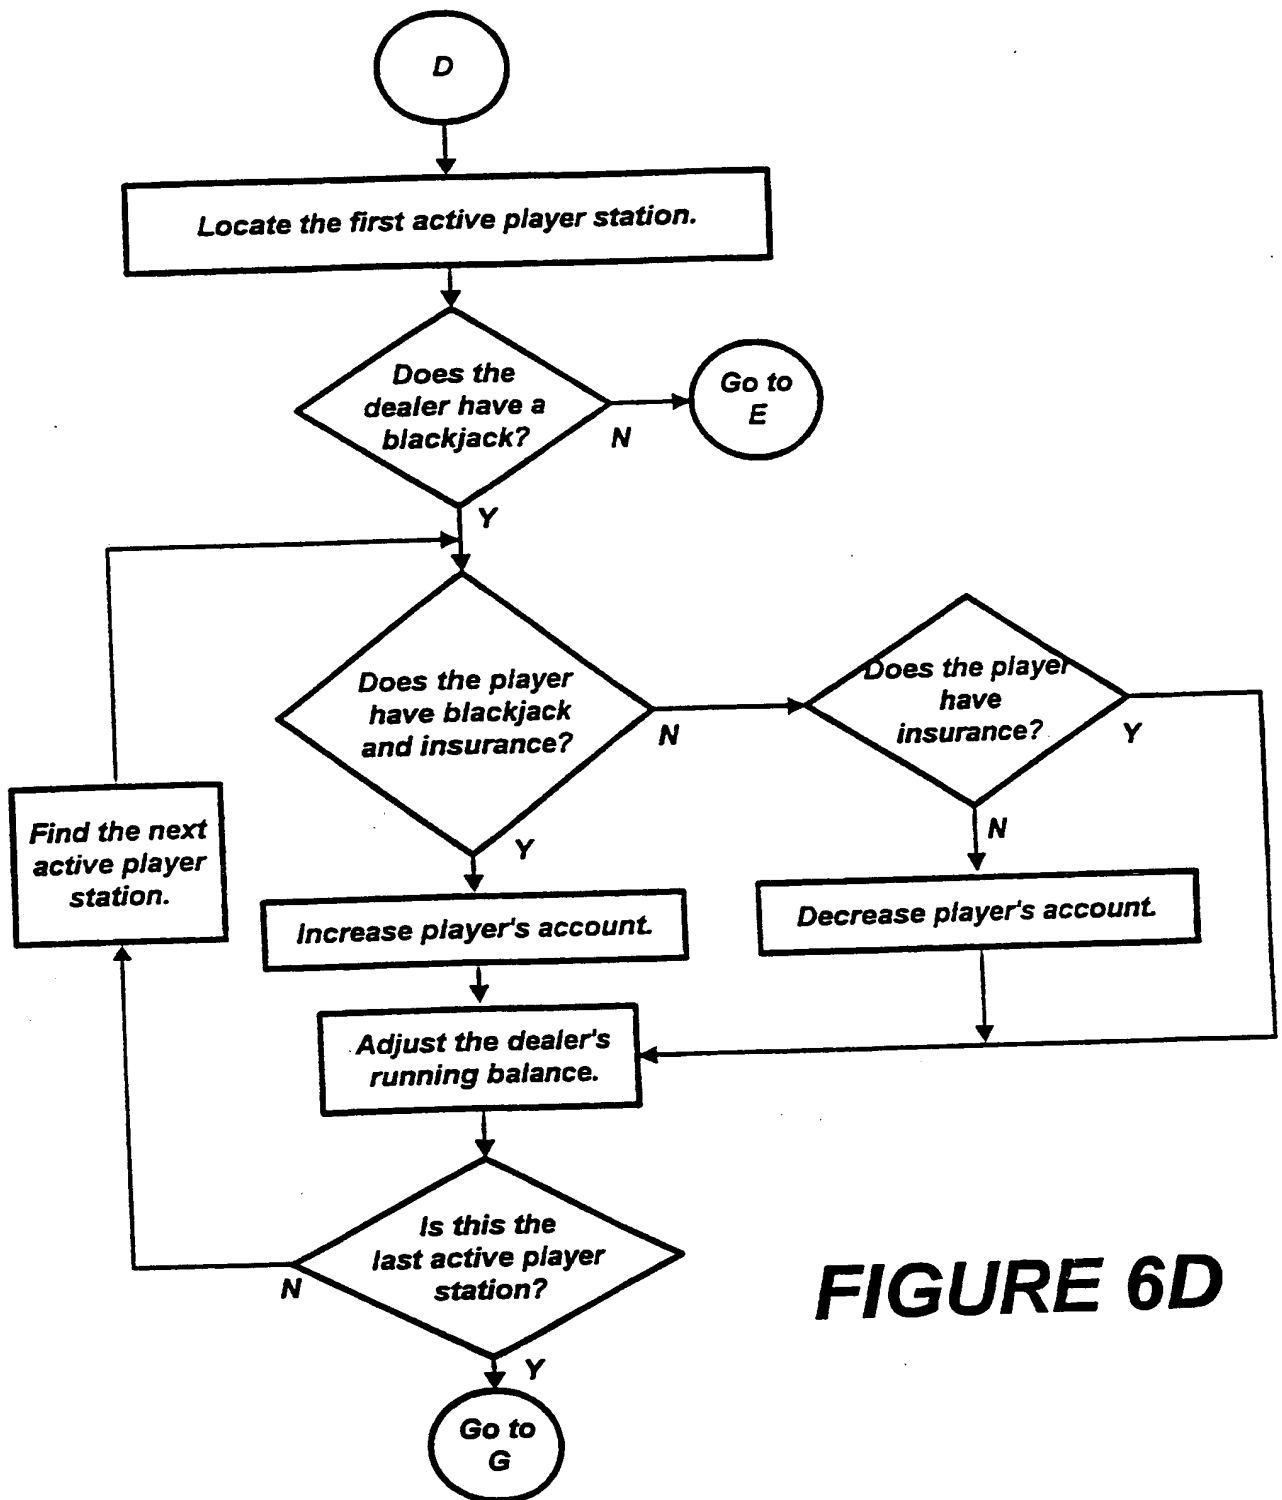 D
Locate the first active player station.
Does the
dealer have a
blackjack?
N
Go to
E
Y
Does the player
have blackjack
and insurance?
N
Does the player
have
insurance?
Y
N
Find the next
active player
station.
Y
Increase player's account.
Decrease player's account.
Adjust the dealer's
running balance.
Is this the
last active player
station?
N
Y
Go to
G
FIGURE 6D